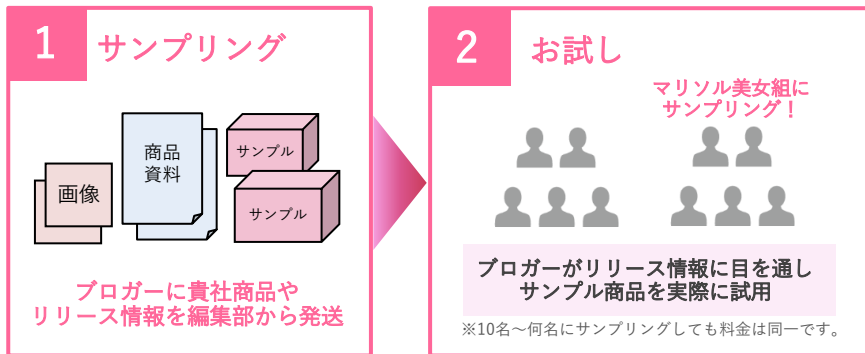 1 サンプリング
画像
商品
資料
サンプル
サンプル
ブロガーに貴社商品や
リリース情報を編集部から発送
2 お試し
マリソル美女組に
サンプリング！
ブロガーがリリース情報に目を通し
サンプル商品を実際に試用
※10名～何名にサンプリングしても料金は同一です。